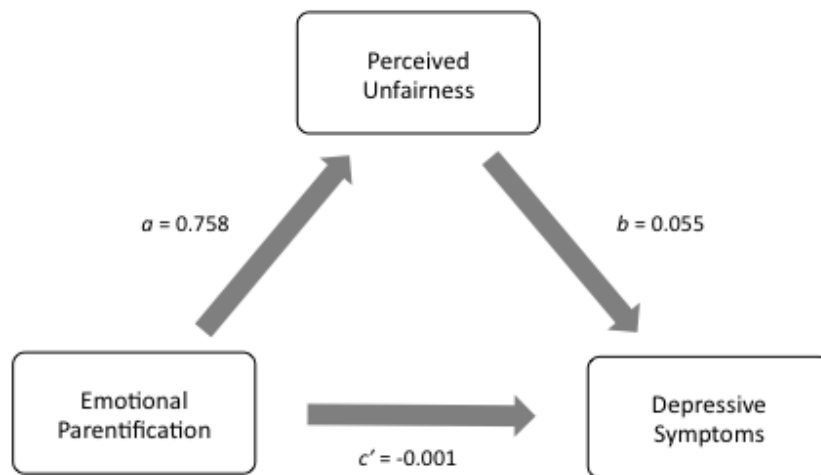 Perceived
Unfairness
a = 0.758
b = 0.055
Emotional
Parentification
Depressive
Symptoms
c’ = -0.001